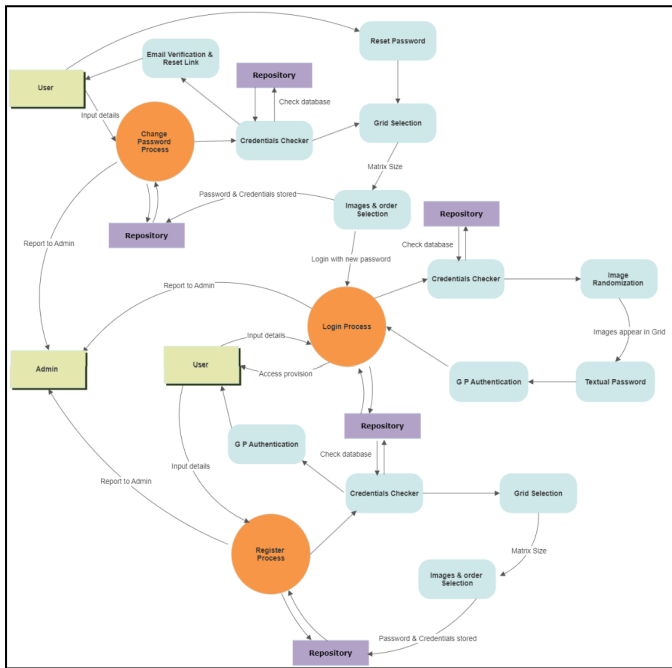 Reset Password
Email Verification &
Reset Link
Repository
User
Check database
Input details
Grid Selection
Change
Password
Process
Credentials Checker
Matrix Size
Password & Credentials stored
Images & order
Selection
Repository
Repository
Check database
Report to Admin
Login with new password
Credentials Checker
Image
Randomization
Report to Admin
Login Process
Images appear in Grid
Input details
Admin
User
Access provision
G P Authentication
Textual Password
Repository
G P Authentication
Check database
Input details
Report to Admin
Credentials Checker
Grid Selection
Register
Process
Matrix Size
Images & order
Selection
Password & Credentials stored
Repository